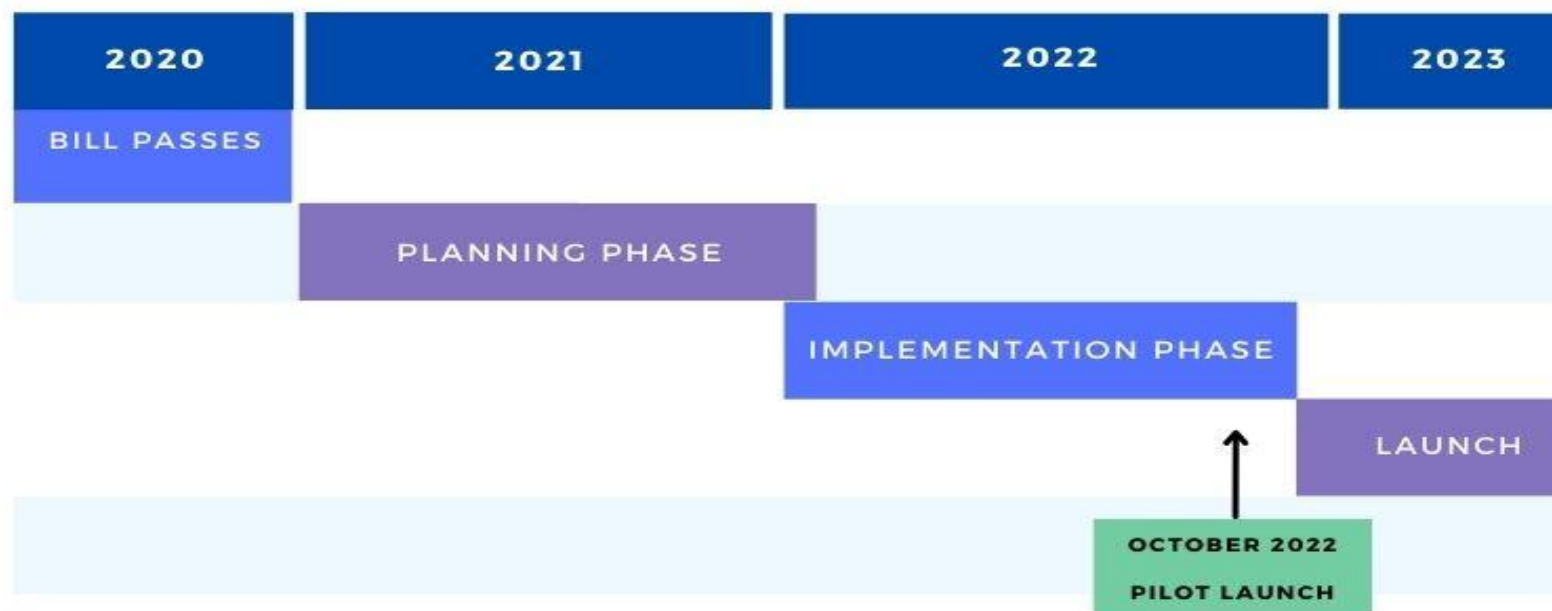 2020 2021 2022 2023
BILL PASSES
PLANNING PHASE
IMPLEMENTATION PHASE
LAUNCH
OCTOBER 2022
PILOT LAUNCH